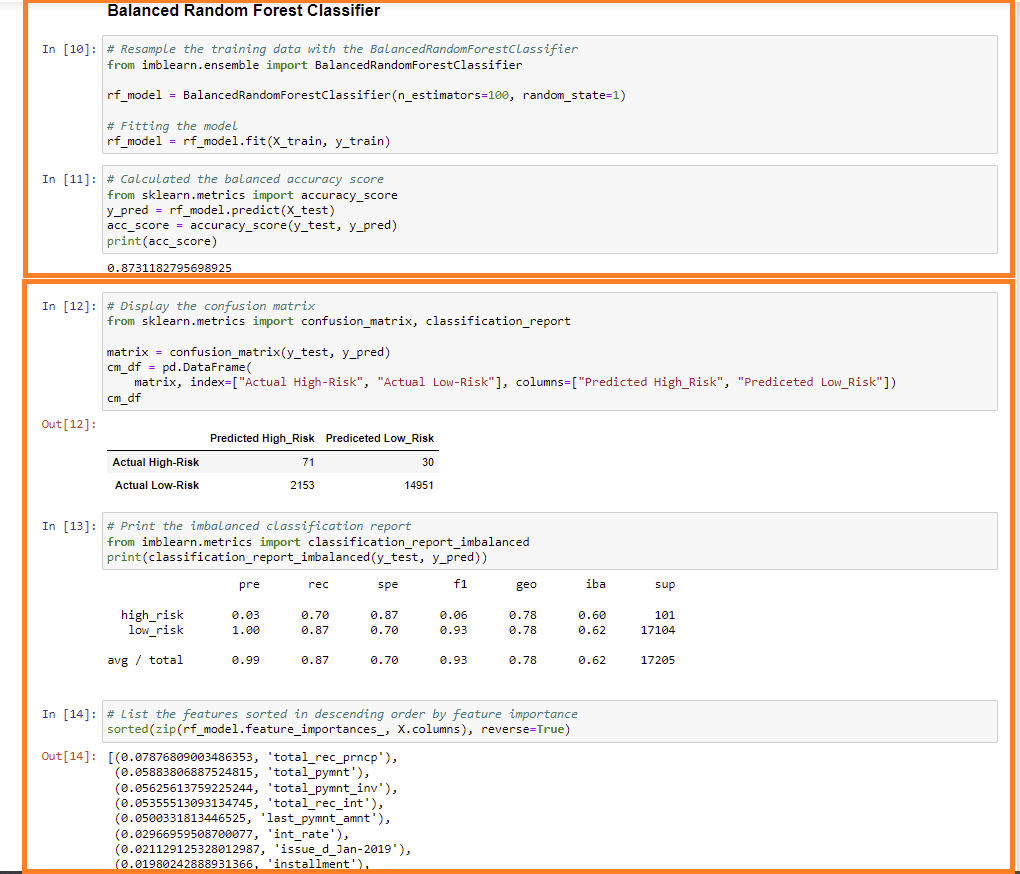 Balanced Random Forest Classifier
In [10]: # Resample the training data with the BalancedRandomForestClassifier
from imblearn.ensemble import BalancedRandomForestClassifier
rf_model = BalancedRandomForestClassifier(n_estimators=100, random_state=1)
# Fitting the model
rf_model = rf_model.fit(X_train, y_train)
In [11]: # Calculated the balanced accuracy score
from sklearn.metrics import accuracy_score
y_pred = rf_model.predict(X_test)
acc_score = accuracy_score(y_test, y_pred)
print(acc_score)
0.8731182795698925
In [12]: # Display the confusion matrix
from sklearn.metrics import confusion_matrix, classification_report
matrix = confusion_matrix(y_test, y_pred)
cm_df = pd.DataFrame(
matrix, index=["Actual High-Risk", "Actual Low-Risk"], columns=["Predicted High_Risk", "Prediceted Low_Risk"])
cm_df
Out[12]:
Predicted High_Risk Prediceted Low_Risk
Actual High-Risk 71 30
Actual Low-Risk 2153 14951
In [13]: # Print the imbalanced classification report
from imblearn.metrics import classification_report_imbalanced
print(classification_report_imbalanced(y_test, y_pred))
pre rec spe f1 geo iba sup
high_risk 0.03 0.70 0.87 0.06 0.78 0.60 101
low_risk 1.00 0.87 0.70 0.93 0.78 0.62 17104
avg / total 0.99 0.87 0.70 0.93 0.78 0.62 17205
In [14]: # List the features sorted in descending order by feature importance
sorted(zip(rf_model.feature_importances_, X.columns), reverse=True)
Out[14]: [(0.07876809003486353, 'total_rec_prncp'),
(0.05883806887524815, 'total_pymnt'),
(0.05625613759225244, 'total_pymnt_inv'),
(0.05355513093134745, 'total_rec_int'),
(0.0500331813446525, 'last_pymnt_amnt'),
(0.02966959508700077, 'int_rate'),
(0.021129125328012987, 'issue_d_Jan-2019'),
(0.01980242888931366, 'installment'),